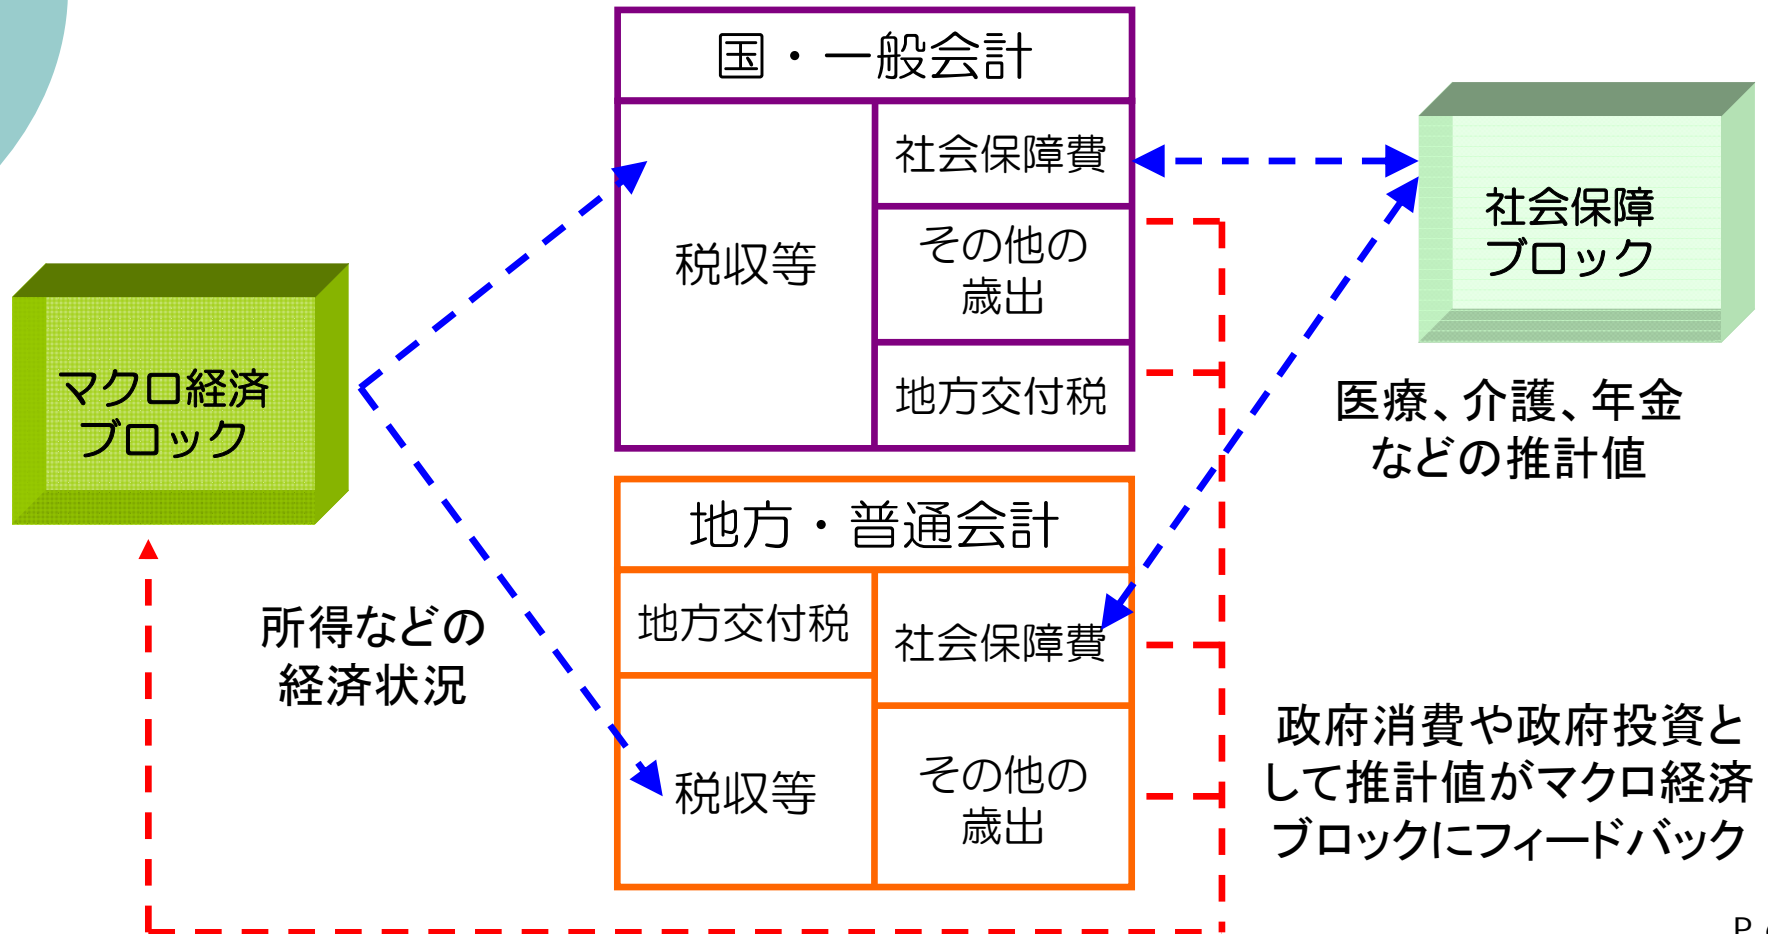 国・一般会計
税収等
社会保障費
その他の
歳出
地方交付税
社会保障
ブロック
マクロ経済
ブロック
医療、介護、年金
などの推計値
地方・普通会計
地方交付税
社会保障費
税収等
その他の
歳出
所得などの
経済状況
政府消費や政府投資と
して推計値がマクロ経済
ブロックにフィードバック